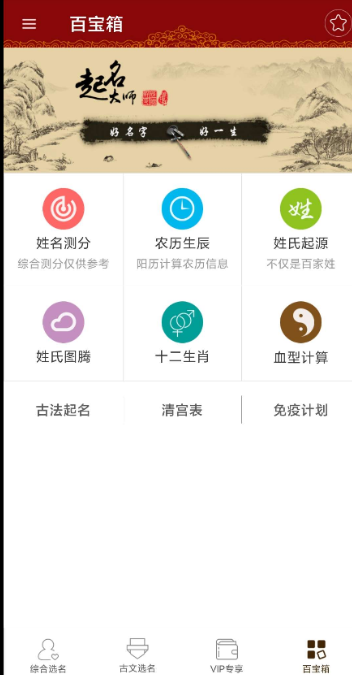 百宝箱
起名
大师
好名字 好一生
姓名测分 农历生辰 姓氏起源
综合测分仅供参考 阳历计算农历信息 不仅是百家姓
姓
姓氏图腾 十二生肖 血型计算
古法起名 清宫表 免疫计划
综合选名 古文选名 VIP专享 百宝箱